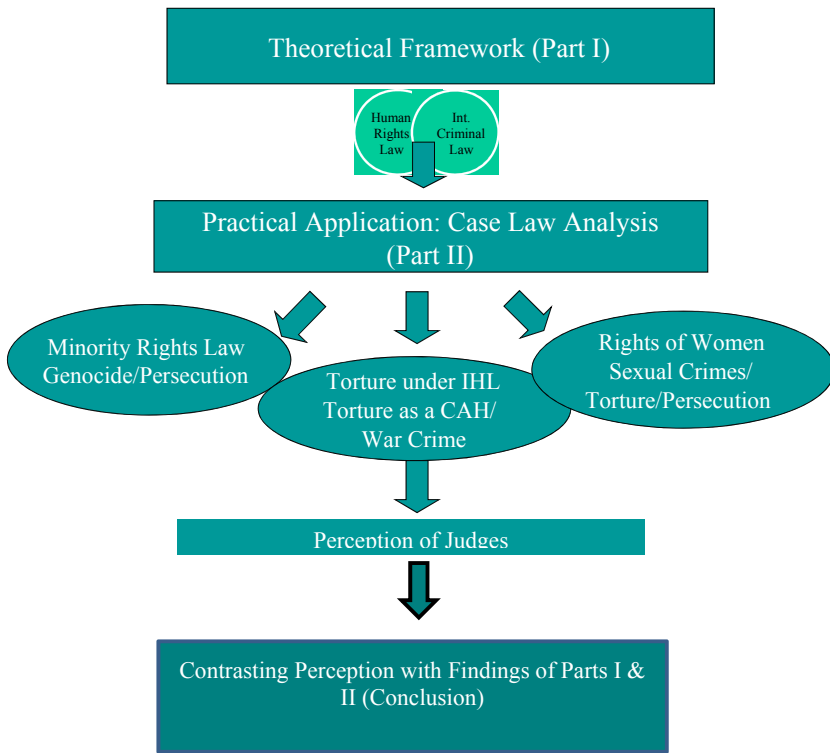 Theoretical Framework (Part I)
Human
Rights
Law
Int.
Criminal
Law
Practical Application: Case Law Analysis
(Part II)
Minority Rights Law
Genocide/Persecution
Torture under IHL
Torture as a CAH/
War Crime
Rights of Women
Sexual Crimes/
Torture/Persecution
Perception of Judges
Contrasting Perception with Findings of Parts I &
II (Conclusion)